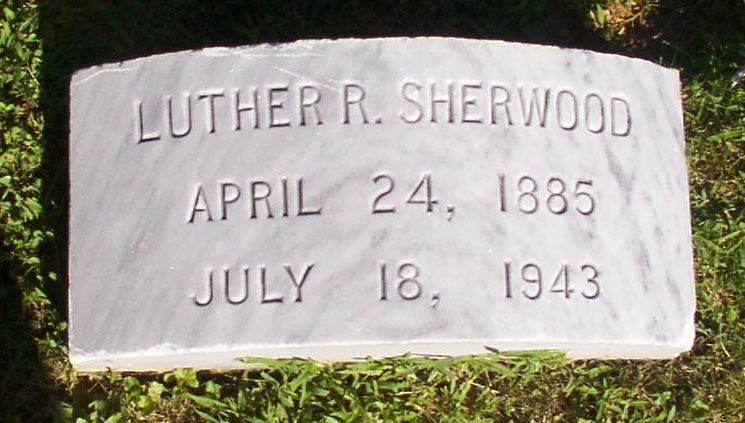 LUTHER R. SHERWOOD
APRIL 24, 1885
JULY 18, 1943